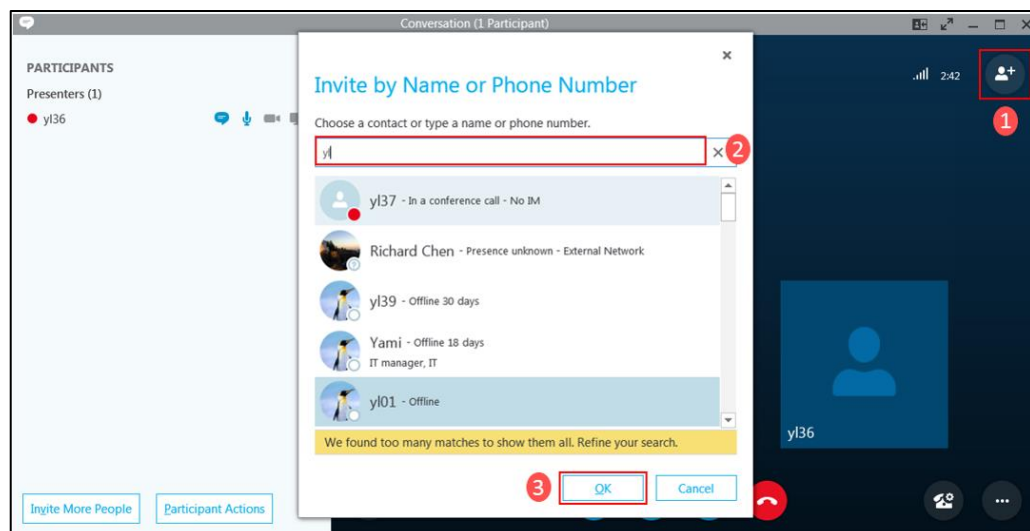 Conversation (1 Participant)
PARTICIPANTS
Presenters (1)
yl36
2:42
1
Invite by Name or Phone Number
Choose a contact or type a name or phone number.
yl
2
yl37 - In a conference call - No IM
Richard Chen - Presence unknown - External Network
yl39 - Offline 30 days
Yami - Offline 18 days
IT manager, IT
yl01 - Offline
We found too many matches to show them all. Refine your search.
3
OK
Cancel
yl36
Invite More People
Participant Actions